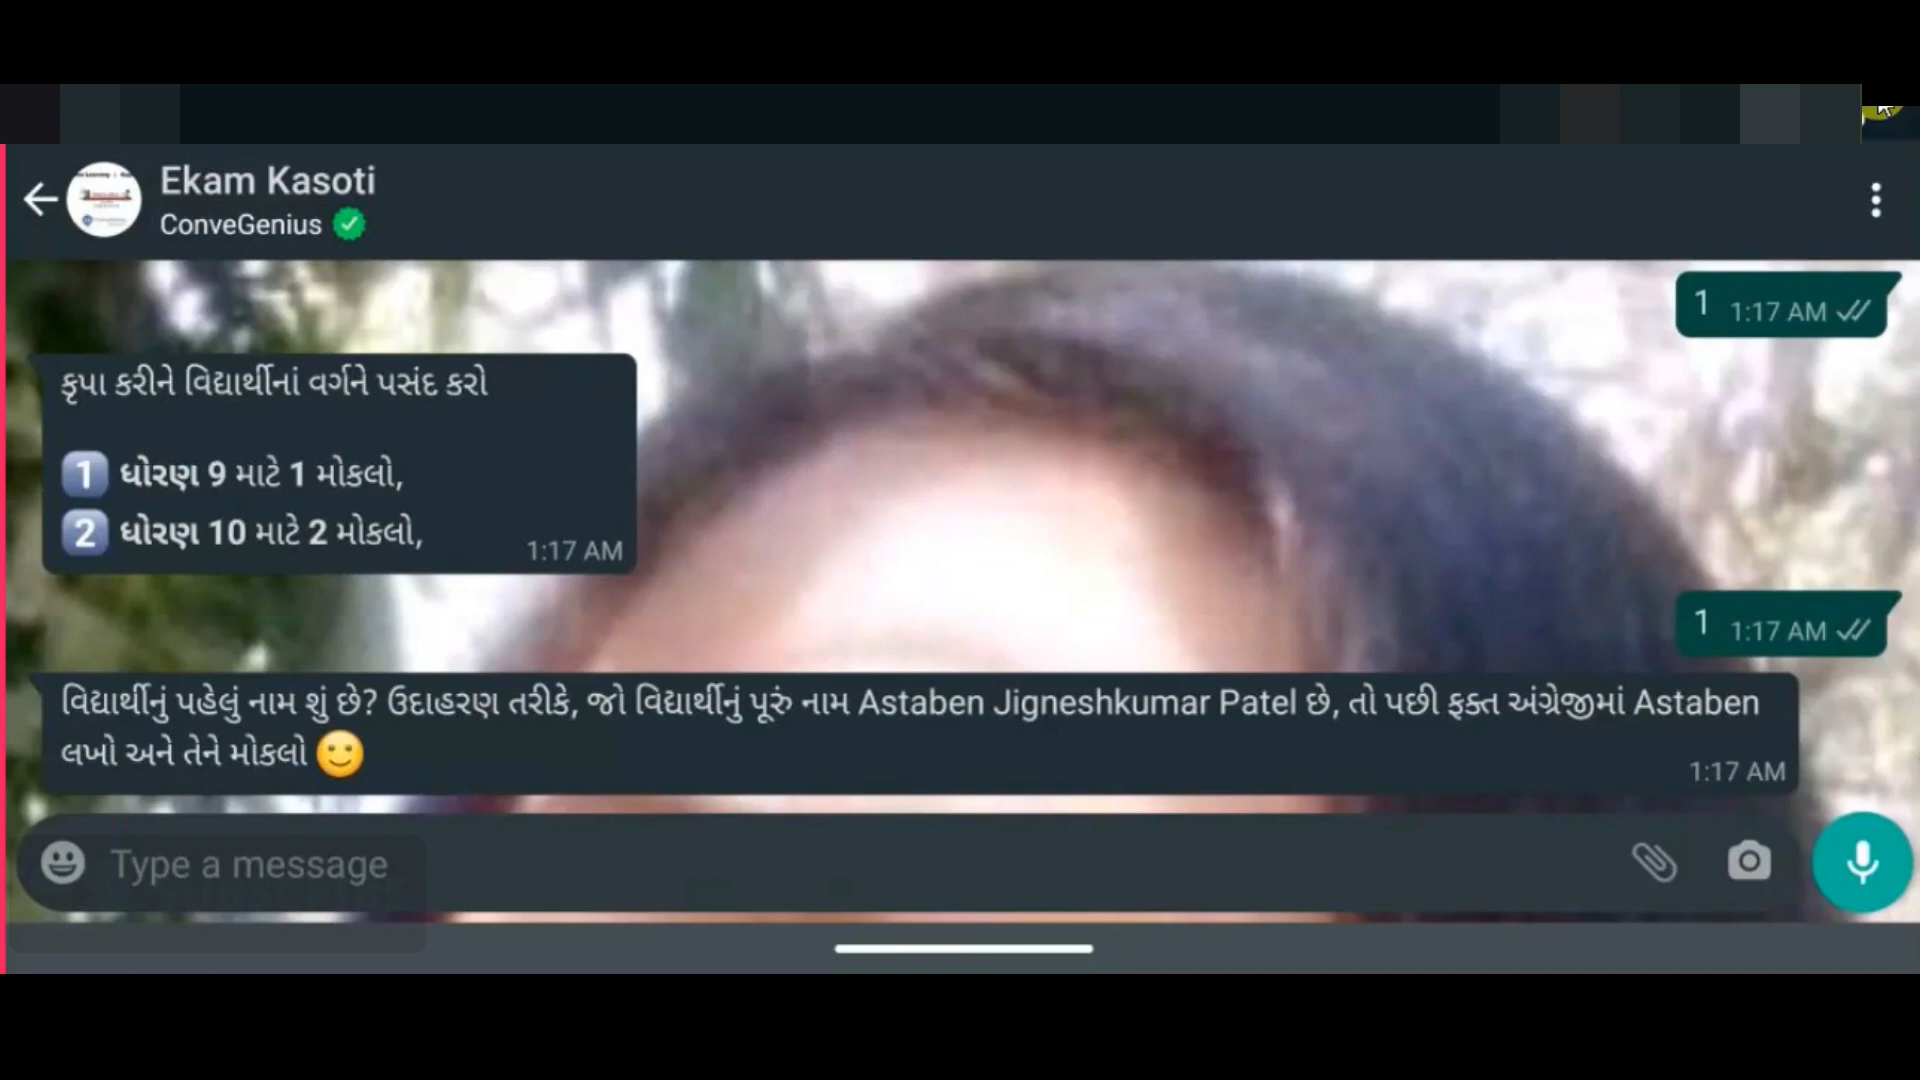 Ekam Kasoti
ConveGenius
1 1:17 AM
કૃપા કરીને વિદ્યાર્થીનાં વર્ગને પસંદ કરો
1 ધોરણ 9 માટે 1 મોકલો,
2 ધોરણ 10 માટે 2 મોકલો,
1:17 AM
1 1:17 AM
વિદ્યાર્થીનું પહેલું નામ શું છે? ઉદાહરણ તરીકે, જો વિદ્યાર્થીનું પૂરું નામ Astaben Jigneshkumar Patel છે, તો પછી ફક્ત અંગ્રેજીમાં Astaben
લખો અને તેને મોકલો 🙂
1:17 AM
Type a message